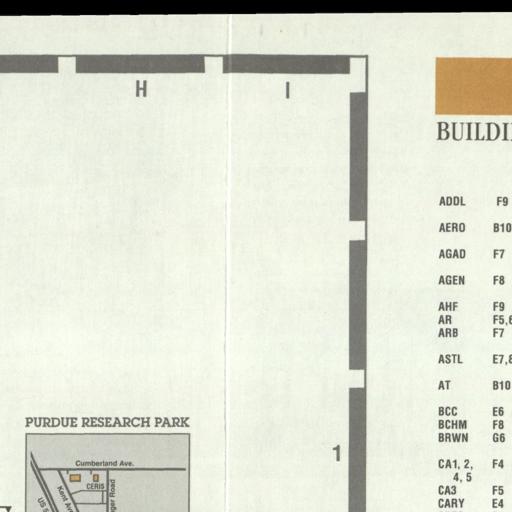 H
I
1
PURDUE RESEARCH PARK
Cumberland Ave.
CERIS
Kent Av
US 5
ger Road
BUILDI
ADDL F9
AERO B10
AGAD F7
AGEN F8
AHF F9
AR F5,6
ARB F7
ASTL E7,8
AT B10
BCC E6
BCHM F8
BRWN G6
CA1, 2, F4
4, 5
CA3 F5
CARY E4